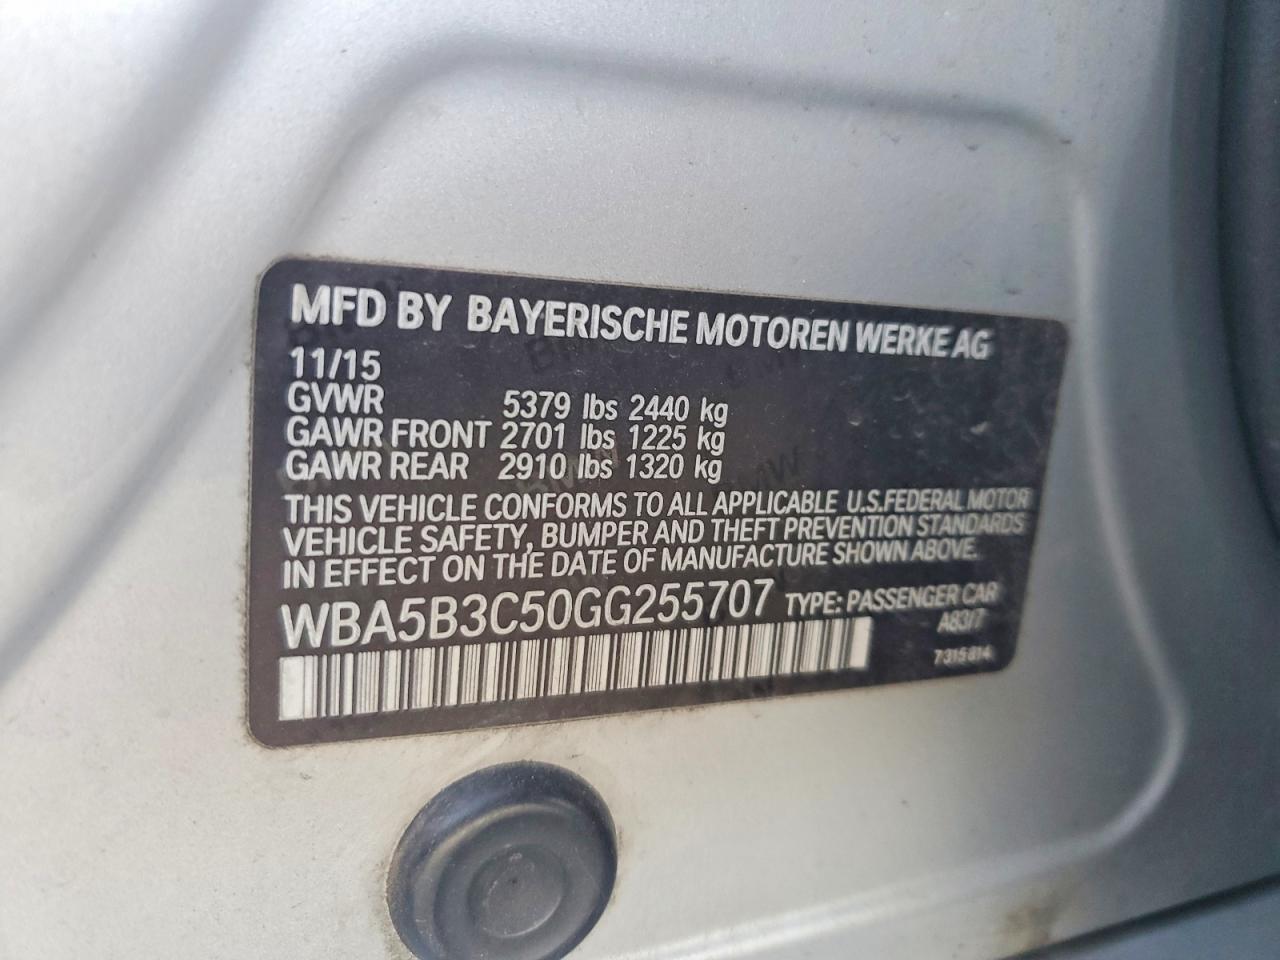 MFD BY BAYERISCHE MOTOREN WERKE AG
11/15
GVWR 5379 lbs 2440 kg
GAWR FRONT 2701 lbs 1225 kg
GAWR REAR 2910 lbs 1320 kg
THIS VEHICLE CONFORMS TO ALL APPLICABLE U.S.FEDERAL MOTOR
VEHICLE SAFETY, BUMPER AND THEFT PREVENTION STANDARDS
IN EFFECT ON THE DATE OF MANUFACTURE SHOWN ABOVE.
WBA5B3C50GG255707 TYPE: PASSENGER CAR
A83/7
7315814